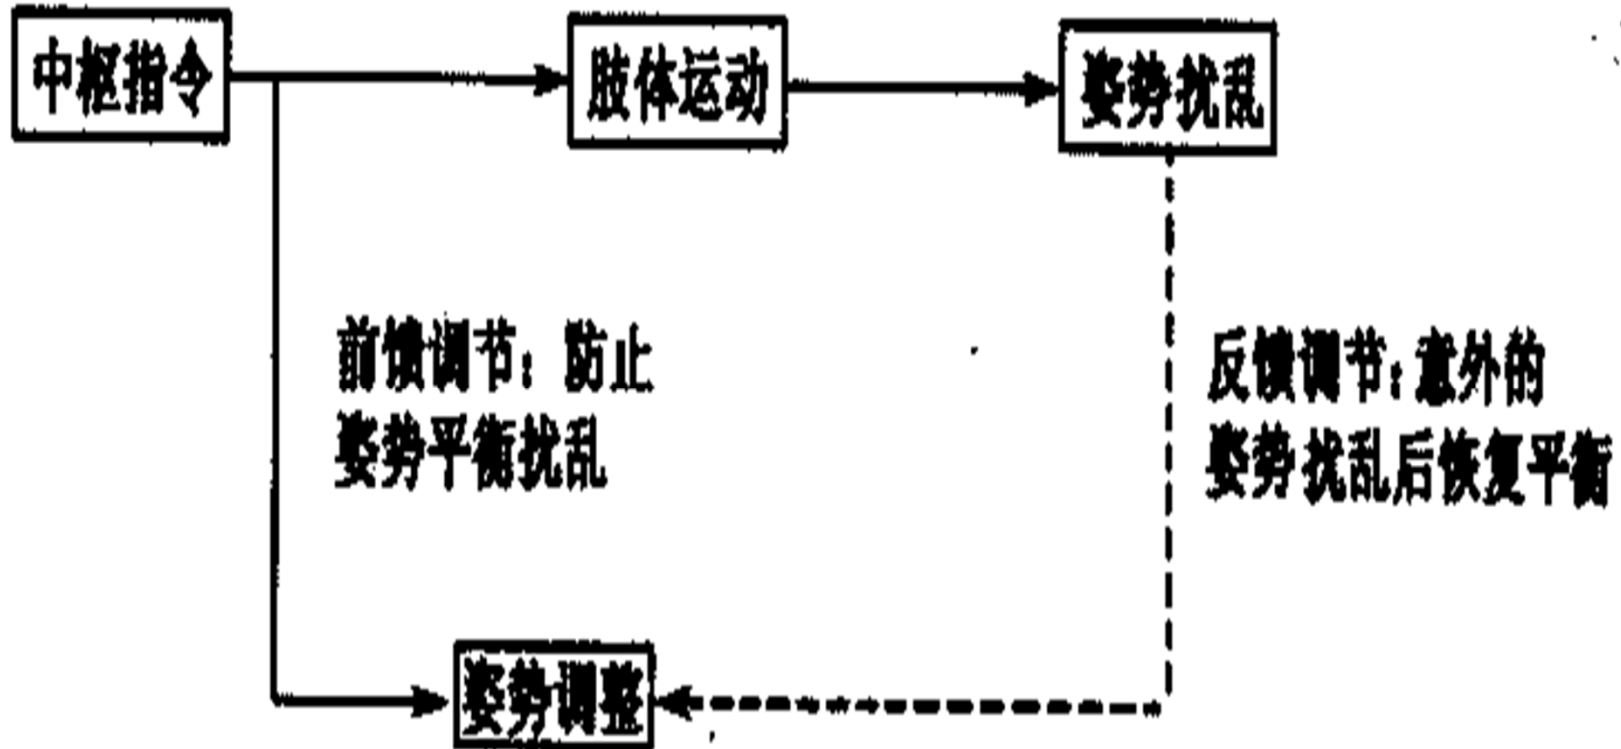 中枢指令
肢体运动
姿势扰乱
前馈调节：防止
姿势平衡扰乱
反馈调节：意外的
姿势扰乱后恢复平衡
姿势调整